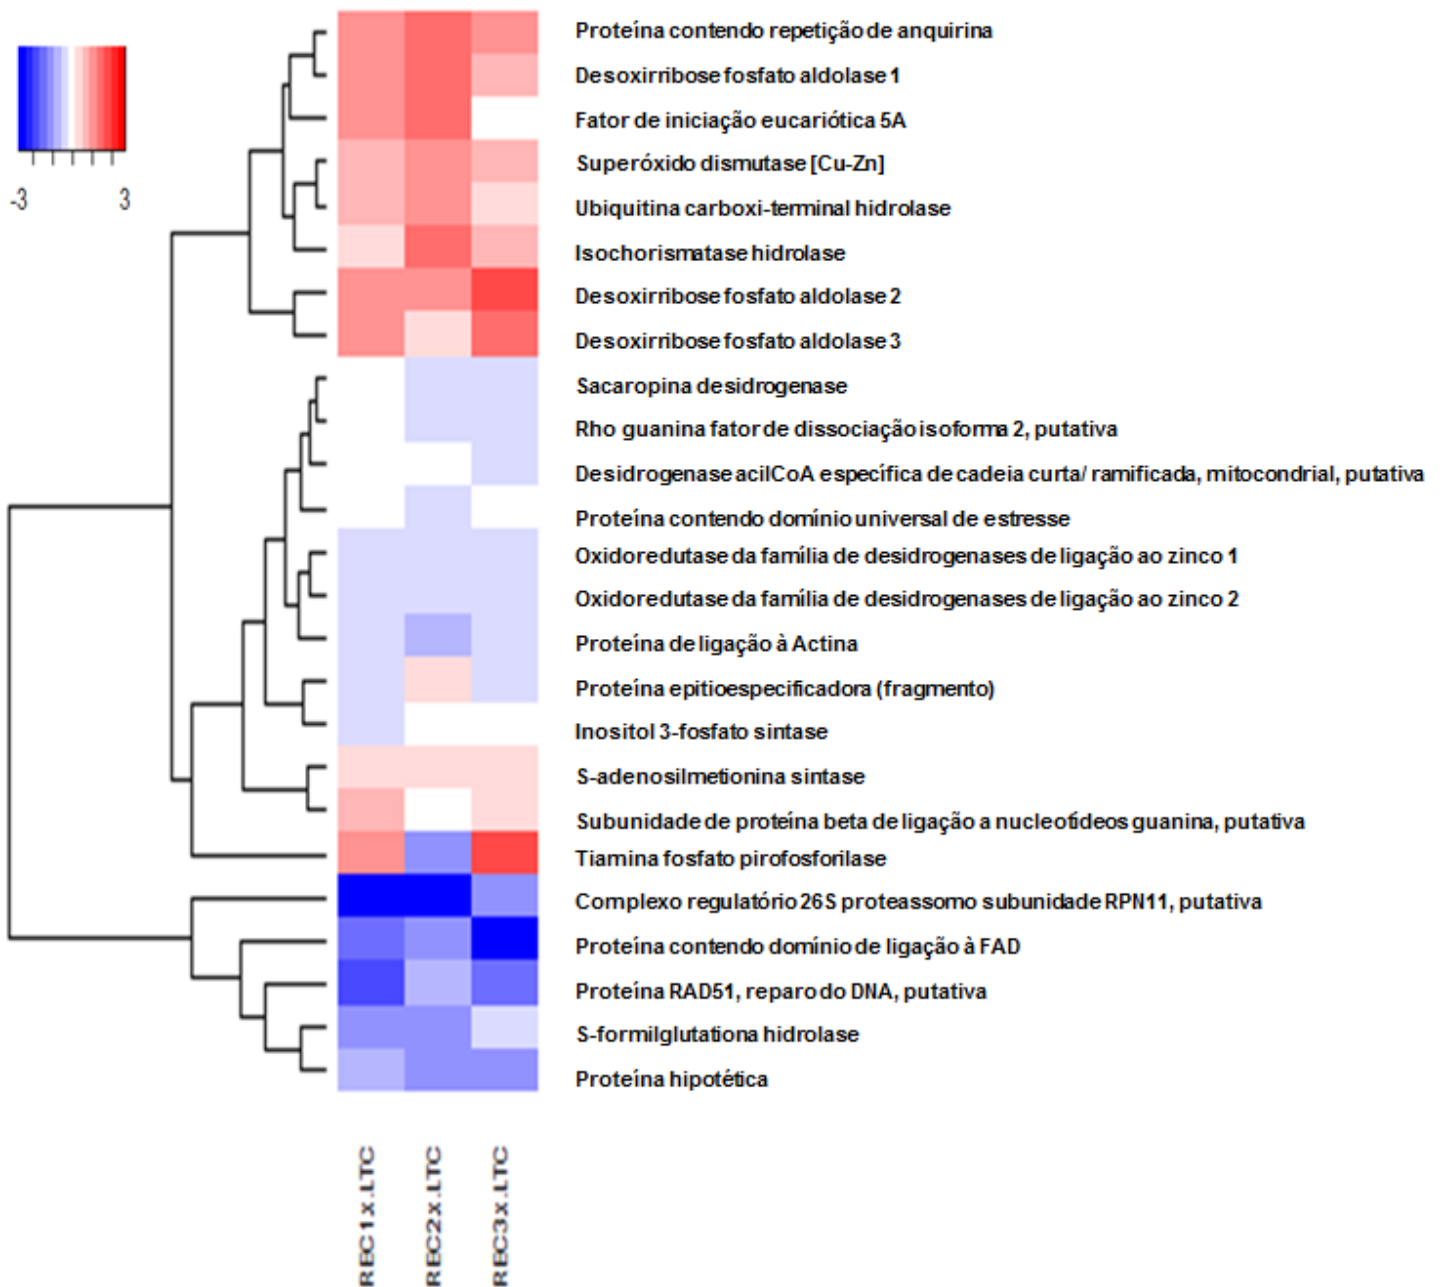 -3
3
Proteína contendo repetição de anquirina
Desoxirribose fosfato aldolase 1
Fator de iniciação eucariótica 5A
Superóxido dismutase [Cu-Zn]
Ubiquitina carboxi-terminal hidrolase
Isochorismatase hidrolase
Desoxirribose fosfato aldolase 2
Desoxirribose fosfato aldolase 3
Sacaropina desidrogenase
Rho guanina fator de dissociação isoforma 2, putativa
Desidrogenase acilCoA específica de cadeia curta/ ramificada, mitocondrial, putativa
Proteína contendo domínio universal de estresse
Oxidoredutase da família de desidrogenases de ligação ao zinco 1
Oxidoredutase da família de desidrogenases de ligação ao zinco 2
Proteína de ligação à Actina
Proteína epitioespecificadora (fragmento)
Inositol 3-fosfato sintase
S-adenosilmetionina sintase
Subunidade de proteína beta de ligação a nucleotídeos guanina, putativa
Tiamina fosfato pirofosforilase
Complexo regulatório 26S proteassomo subunidade RPN11, putativa
Proteína contendo domínio de ligação à FAD
Proteína RAD51, reparo do DNA, putativa
S-formilglutationa hidrolase
Proteína hipotética
REC1x.LTC
REC2x.LTC
REC3x.LTC